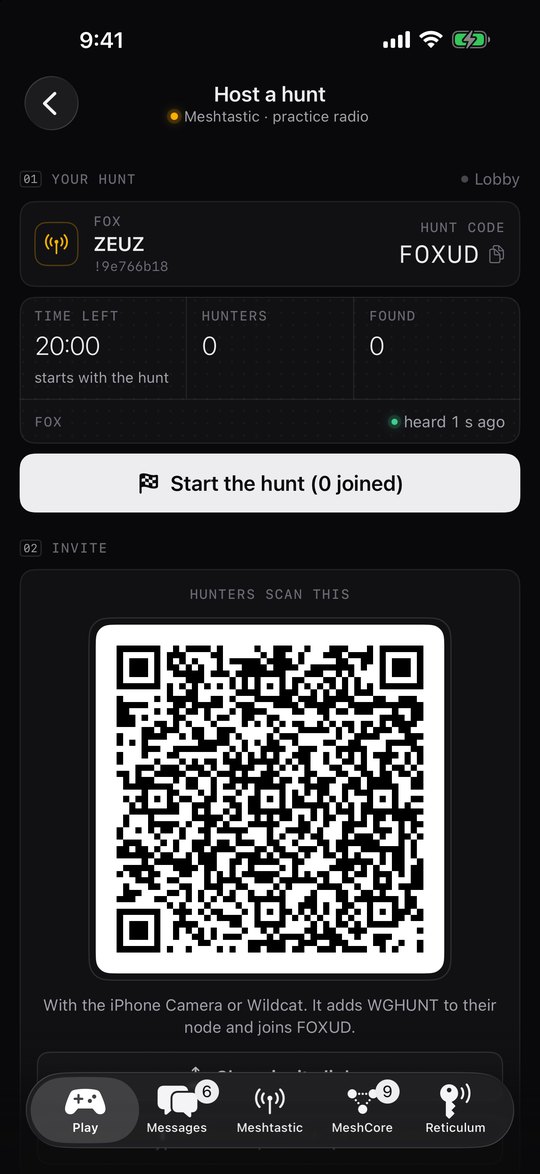 9:41
Host a hunt
Meshtastic · practice radio
01 YOUR HUNT
Lobby
FOX
ZEUZ
!9e766b18
HUNT CODE
FOXUD
TIME LEFT
20:00
starts with the hunt
HUNTERS
0
FOUND
0
FOX
heard 1 s ago
Start the hunt (0 joined)
02 INVITE
HUNTERS SCAN THIS
With the iPhone Camera or Wildcat. It adds WGHUNT to their
node and joins FOXUD.
6
9
Play
Messages
Meshtastic
MeshCore
Reticulum